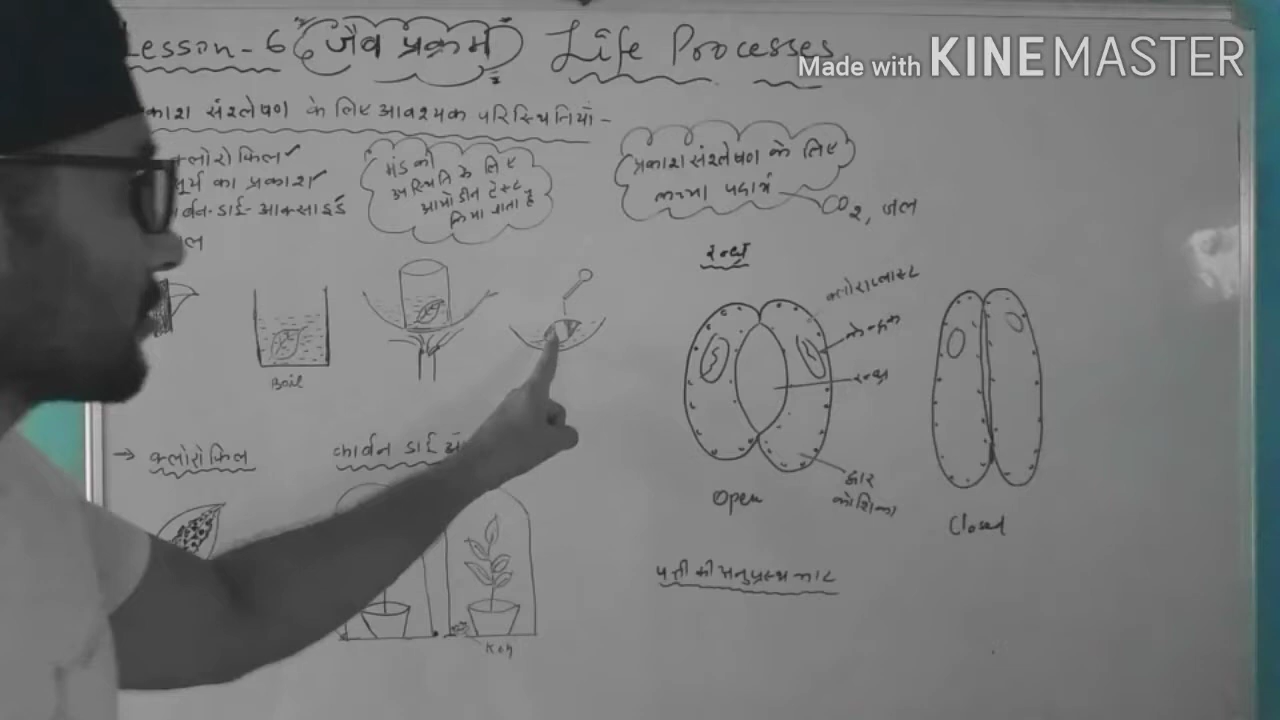 Lesson-6 "जैव प्रक्रम" Life Processes
Made with KINEMASTER
काश संश्लेषण के लिए आवश्यक परिस्थितियाँ -
क्लोरोफिल
सूर्य का प्रकाश
कार्बन-डाई-आक्साइड
ल
मंड की
उपस्थिति के लिए
आयोडीन टेस्ट
किया जाता है
प्रकाश संश्लेषण के लिए
कच्चा पदार्थ
CO2, जल
रन्ध्र
क्लोरोप्लास्ट
केन्द्रक
रन्ध्र
द्वार
कोशिका
Boil
Open
Closed
→ क्लोरोफिल
कार्बन डाई
KOH
पत्ती की अनुप्रस्थ काट